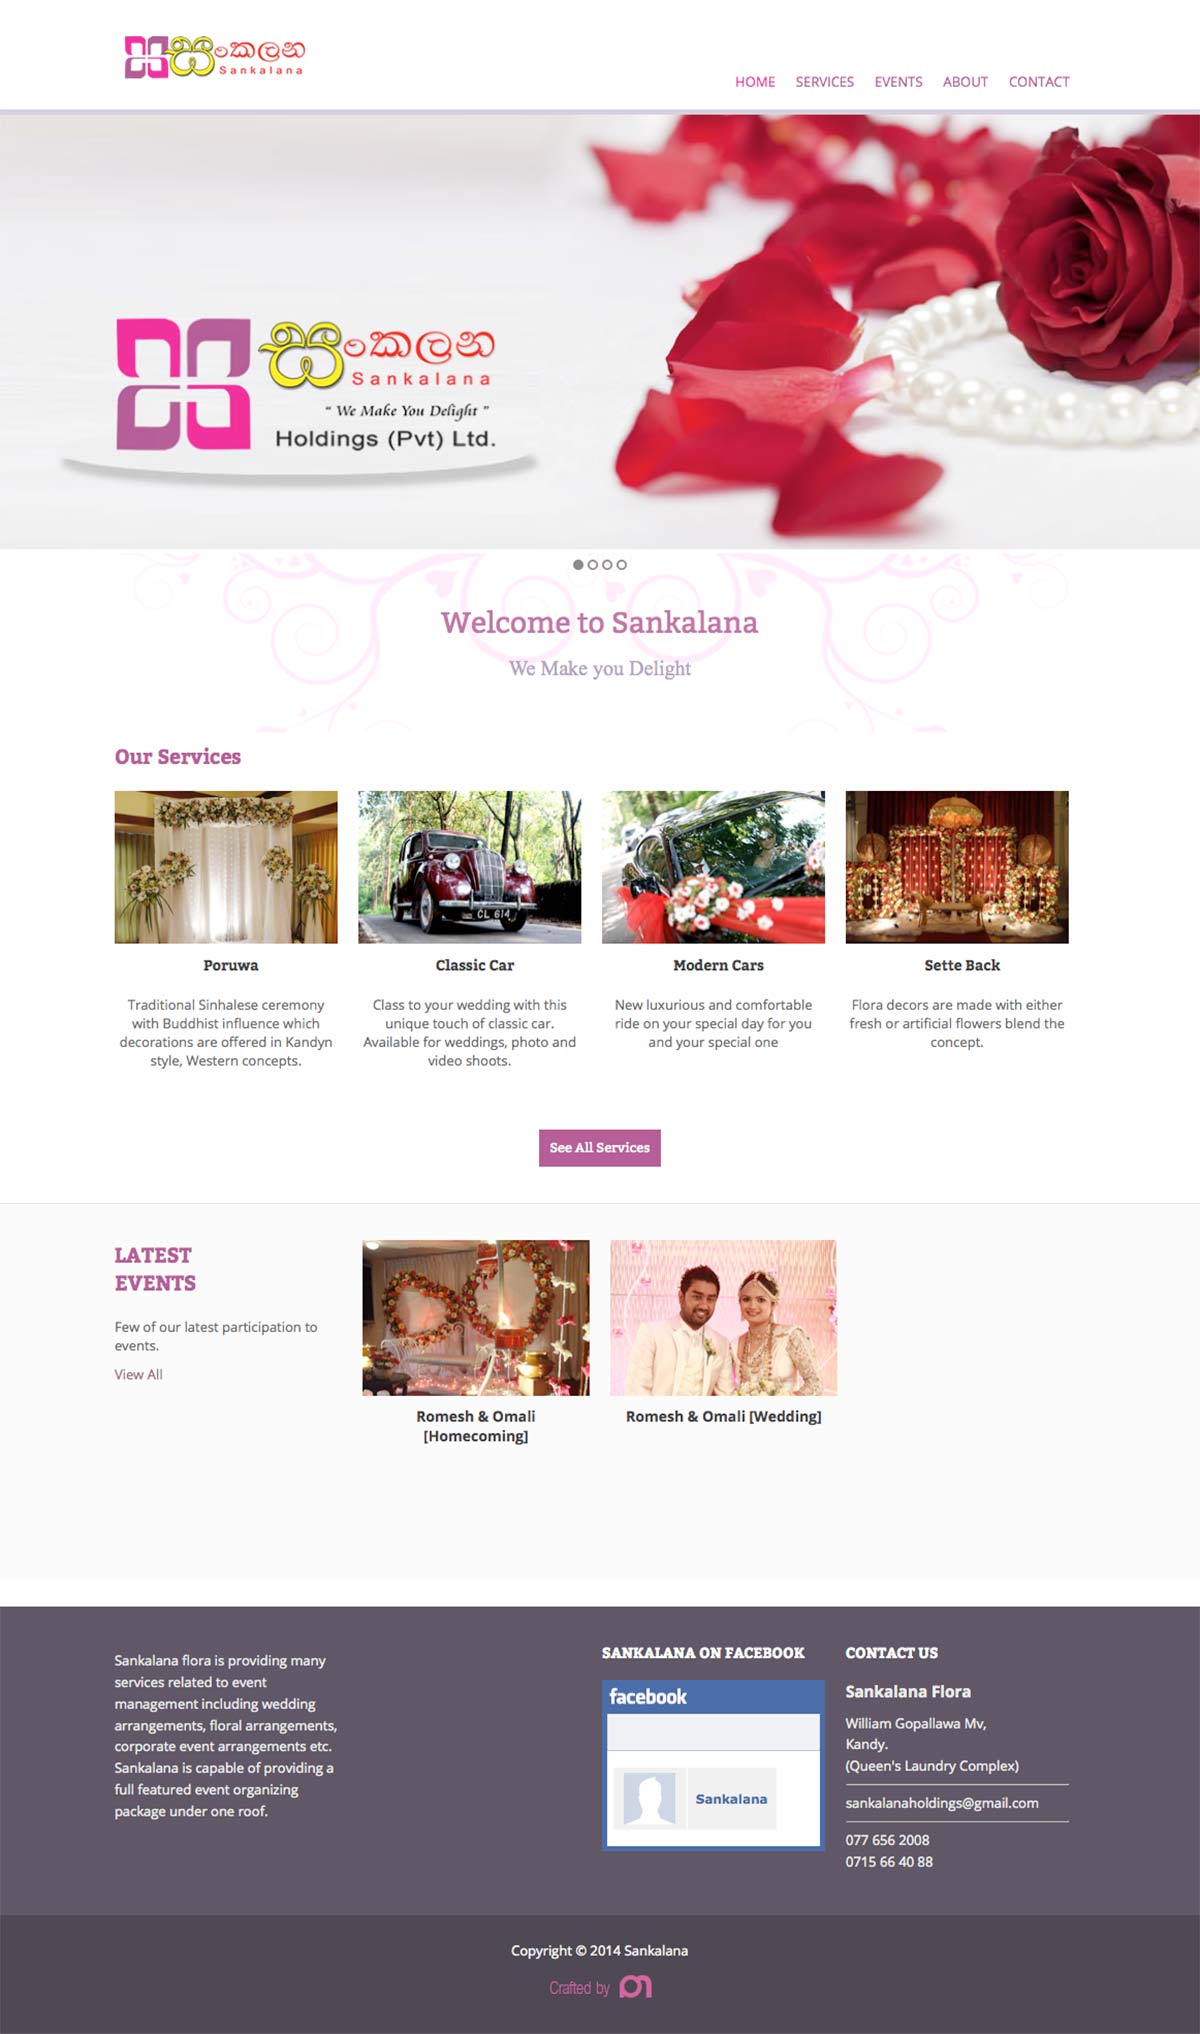 සංකලන
Sankalana
HOME SERVICES EVENTS ABOUT CONTACT
සංකලන
Sankalana
“ We Make You Delight ”
Holdings (Pvt) Ltd.
Welcome to Sankalana
We Make you Delight
Our Services
CL 614
Poruwa
Traditional Sinhalese ceremony
with Buddhist influence which
decorations are offered in Kandyn
style, Western concepts.
Classic Car
Class to your wedding with this
unique touch of classic car.
Available for weddings, photo and
video shoots.
Modern Cars
New luxurious and comfortable
ride on your special day for you
and your special one
Sette Back
Flora decors are made with either
fresh or artificial flowers blend the
concept.
See All Services
LATEST
EVENTS
Few of our latest participation to
events.
View All
Romesh & Omali
[Homecoming]
Romesh & Omali [Wedding]
Sankalana flora is providing many
services related to event
management including wedding
arrangements, floral arrangements,
corporate event arrangements etc.
Sankalana is capable of providing a
full featured event organizing
package under one roof.
SANKALANA ON FACEBOOK
facebook
Sankalana
CONTACT US
Sankalana Flora
William Gopallawa Mv,
Kandy.
(Queen's Laundry Complex)
sankalanaholdings@gmail.com
077 656 2008
0715 66 40 88
Copyright © 2014 Sankalana
Crafted by